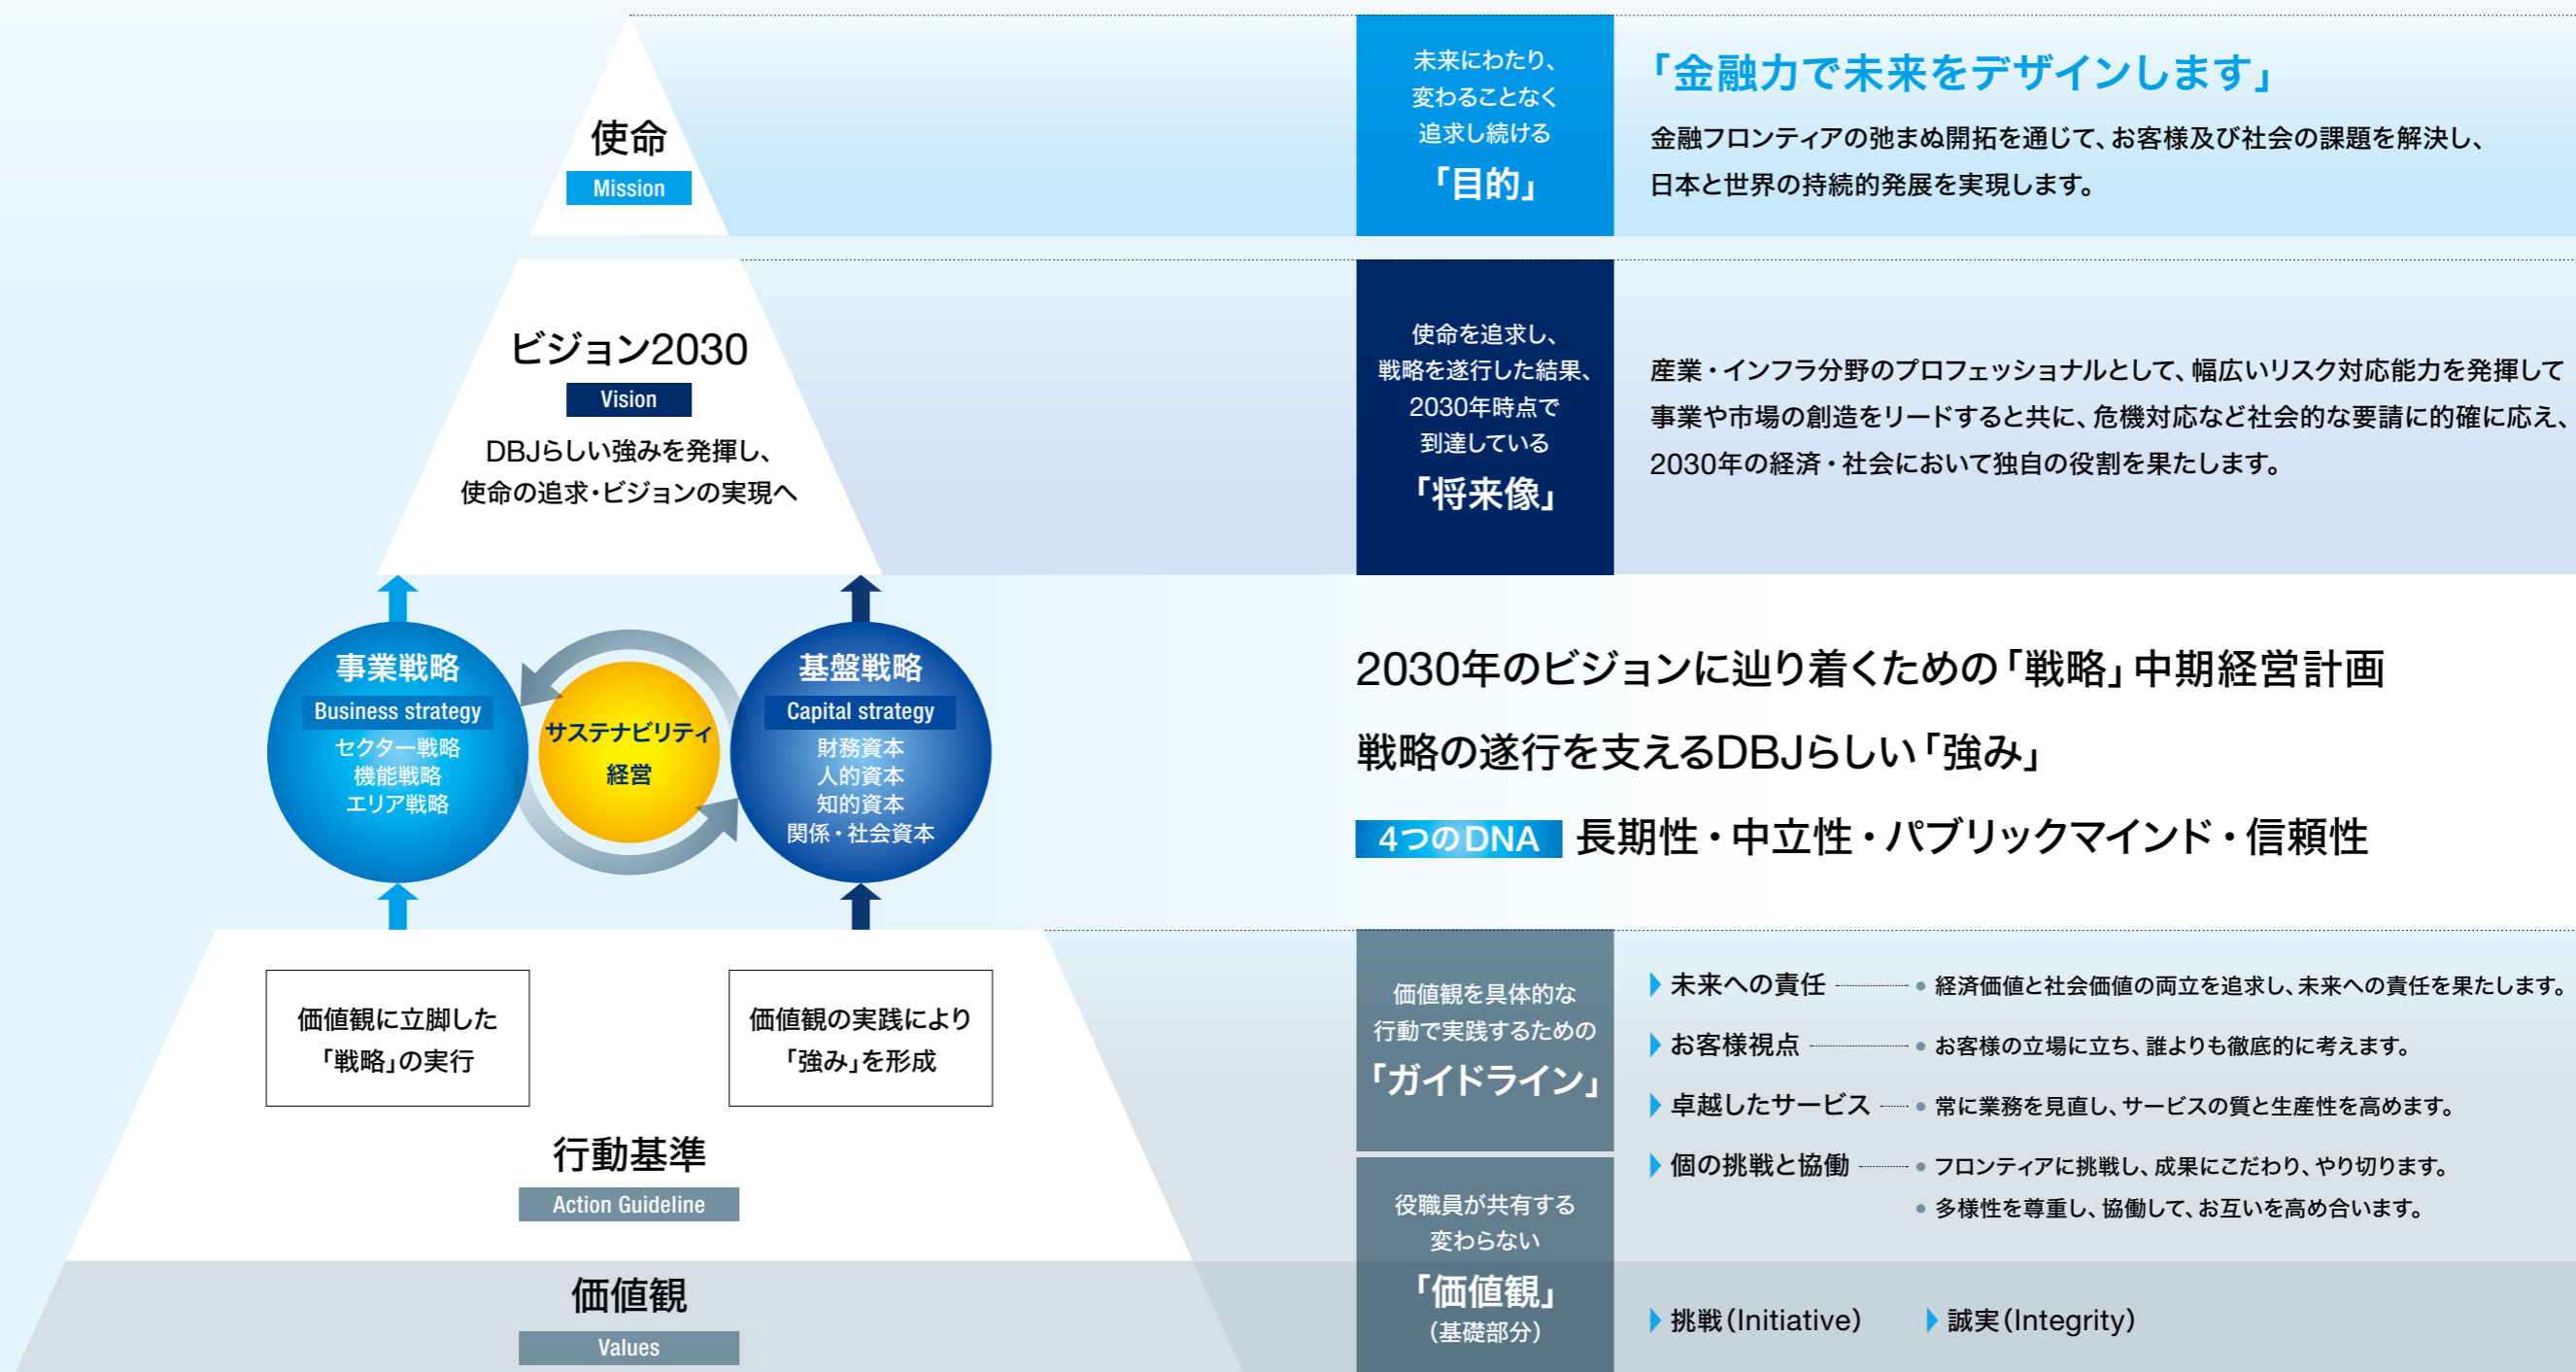 使命
Mission
未来にわたり、
変わることなく
追求し続ける
「目的」
「金融力で未来をデザインします」
金融フロンティアの弛まぬ開拓を通じて、お客様及び社会の課題を解決し、
日本と世界の持続的発展を実現します。
ビジョン2030
Vision
DBJらしい強みを発揮し、
使命の追求・ビジョンの実現へ
使命を追求し、
戦略を遂行した結果、
2030年時点で
到達している
「将来像」
産業・インフラ分野のプロフェッショナルとして、幅広いリスク対応能力を発揮して
事業や市場の創造をリードすると共に、危機対応など社会的な要請に的確に応え、
2030年の経済・社会において独自の役割を果たします。
事業戦略
Business strategy
セクター戦略
機能戦略
エリア戦略
サステナビリティ
経営
基盤戦略
Capital strategy
財務資本
人的資本
知的資本
関係・社会資本
2030年のビジョンに辿り着くための「戦略」中期経営計画
戦略の遂行を支えるDBJらしい「強み」
4つのDNA 長期性・中立性・パブリックマインド・信頼性
価値観に立脚した
「戦略」の実行
価値観の実践により
「強み」を形成
行動基準
Action Guideline
価値観を具体的な
行動で実践するための
「ガイドライン」
未来への責任 ● 経済価値と社会価値の両立を追求し、未来への責任を果たします。
お客様視点 ● お客様の立場に立ち、誰よりも徹底的に考えます。
卓越したサービス ● 常に業務を見直し、サービスの質と生産性を高めます。
個の挑戦と協働 ● フロンティアに挑戦し、成果にこだわり、やり切ります。
● 多様性を尊重し、協働して、お互いを高め合います。
価値観
Values
役職員が共有する
変わらない
「価値観」
（基礎部分）
挑戦（Initiative）
誠実（Integrity）